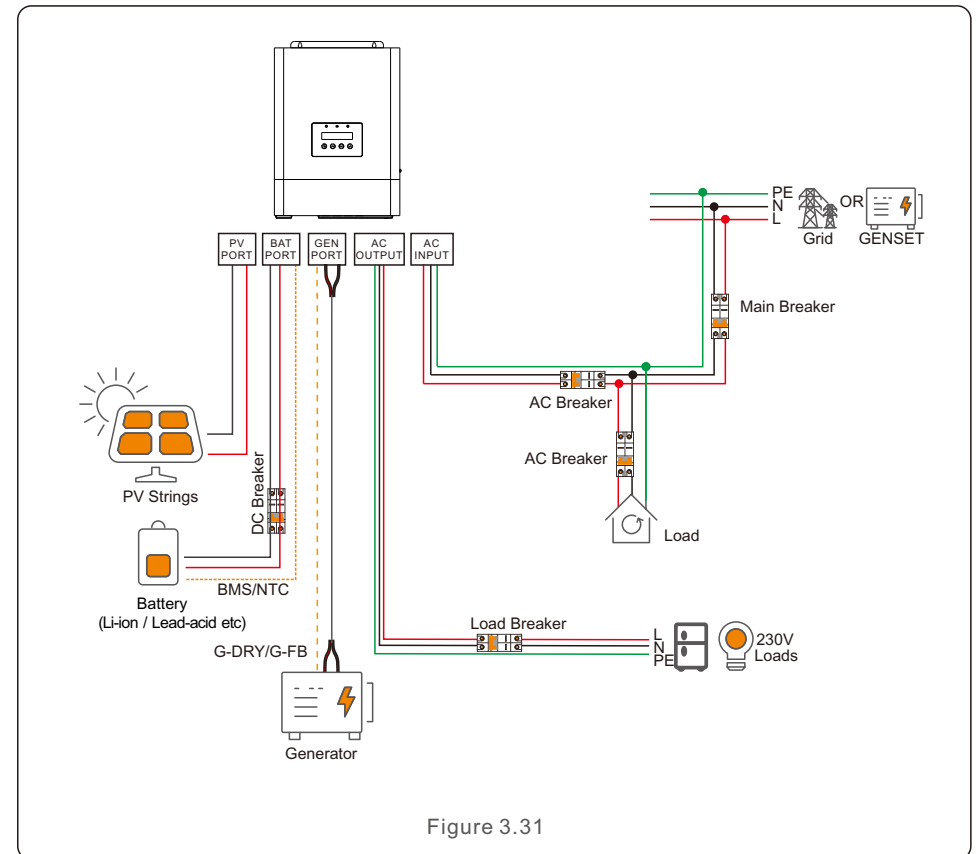 PV
PORT
BAT
PORT
GEN
PORT
AC
OUTPUT
AC
INPUT
PE
N
L
OR
Grid
GENSET
Main Breaker
AC Breaker
AC Breaker
Load
PV Strings
DC Breaker
BMS/NTC
Battery
(Li-ion / Lead-acid etc)
Load Breaker
L
N
PE
230V
Loads
G-DRY/G-FB
Generator
Figure 3.31